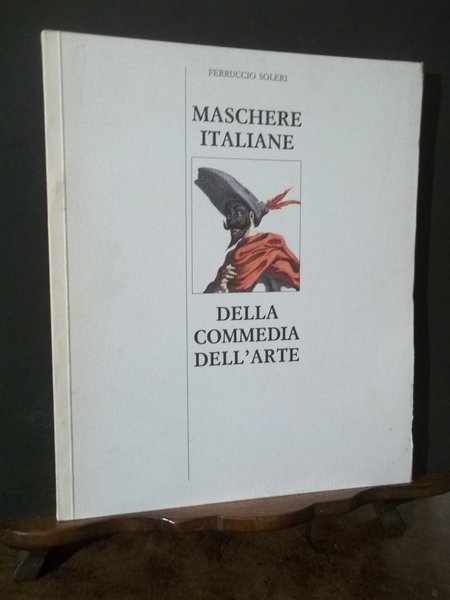 FERRUCCIO SOLERI
MASCHERE
ITALIANE
DELLA
COMMEDIA
DELL'ARTE